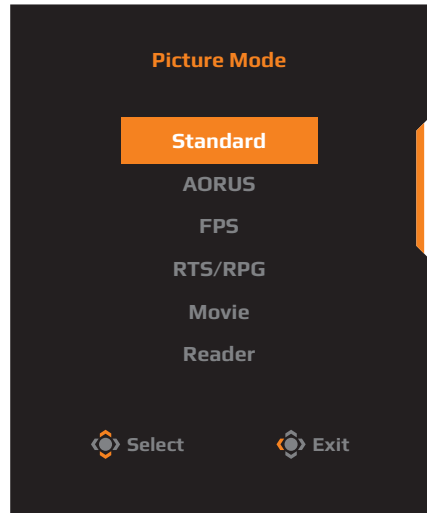 Picture Mode
Standard
AORUS
FPS
RTS/RPG
Movie
Reader
Select Exit